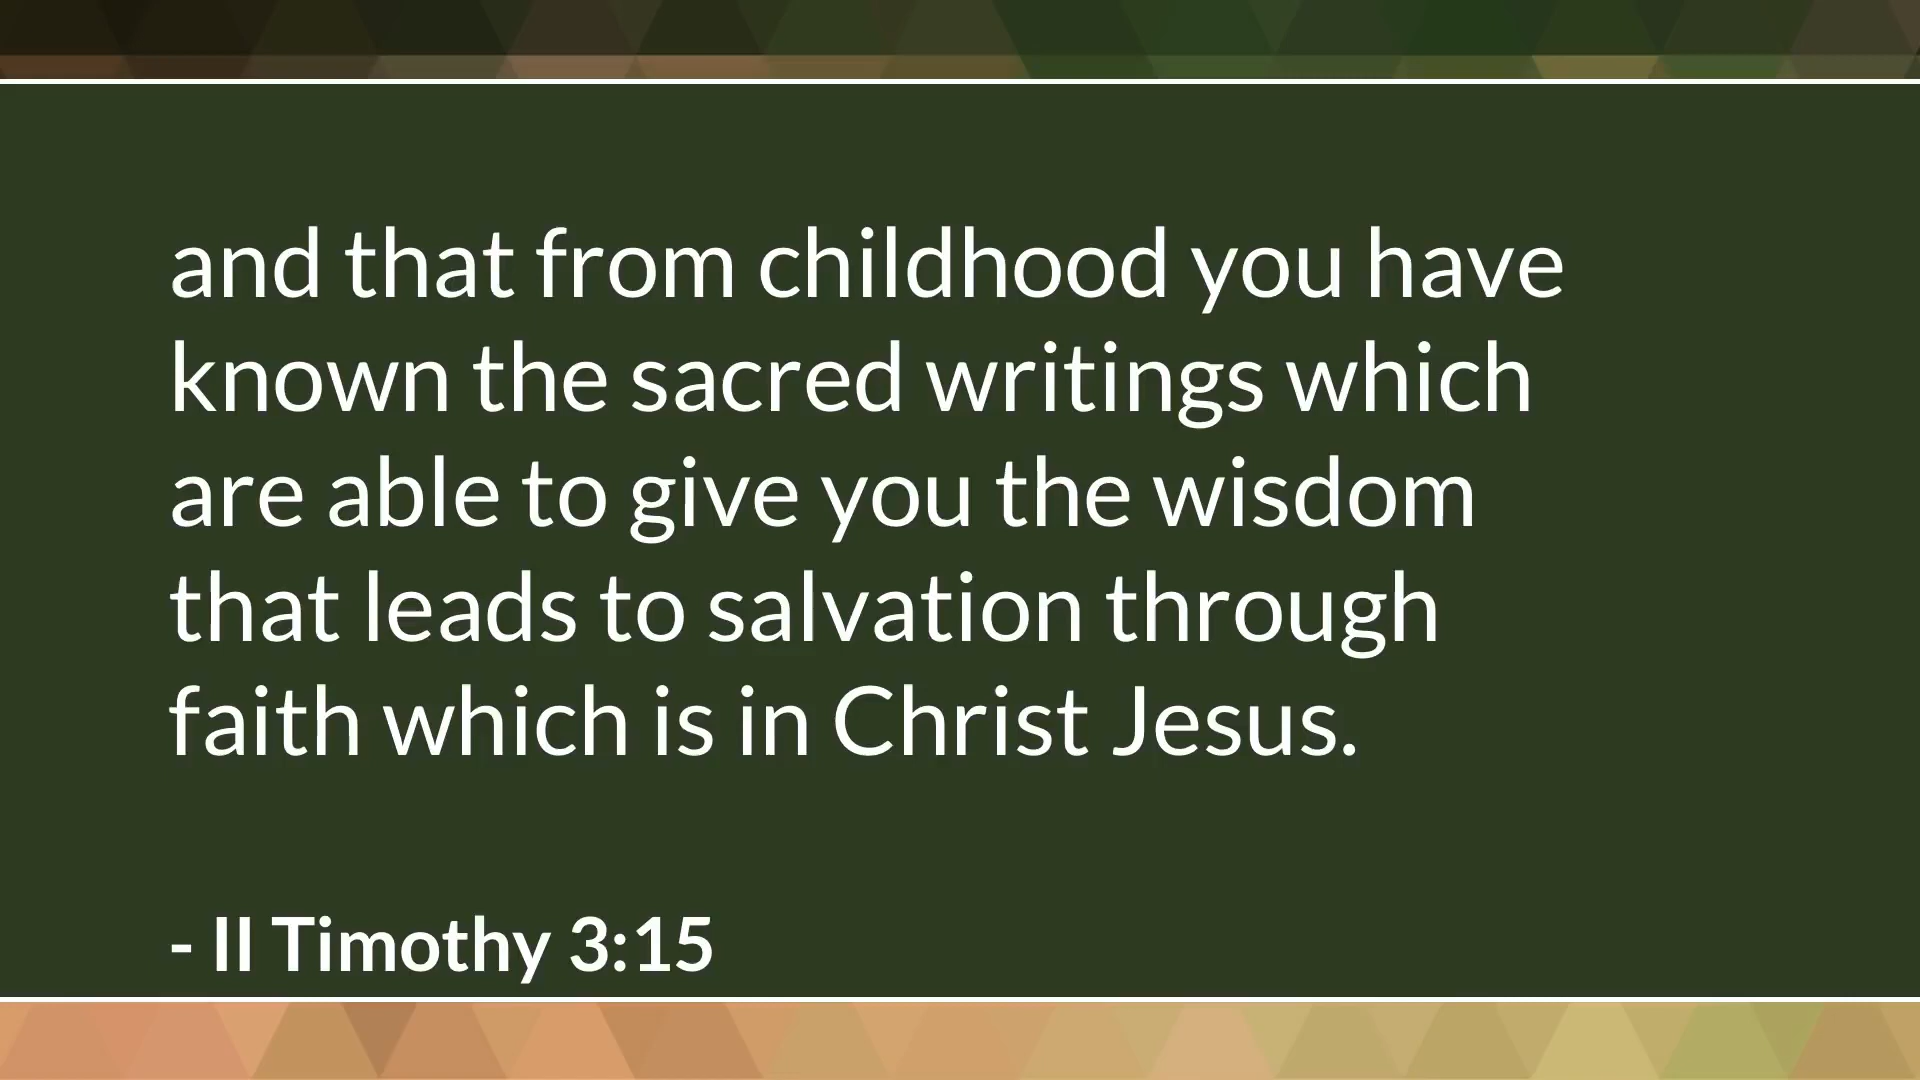 and that from childhood you have
known the sacred writings which
are able to give you the wisdom
that leads to salvation through
faith which is in Christ Jesus.
- II Timothy 3:15